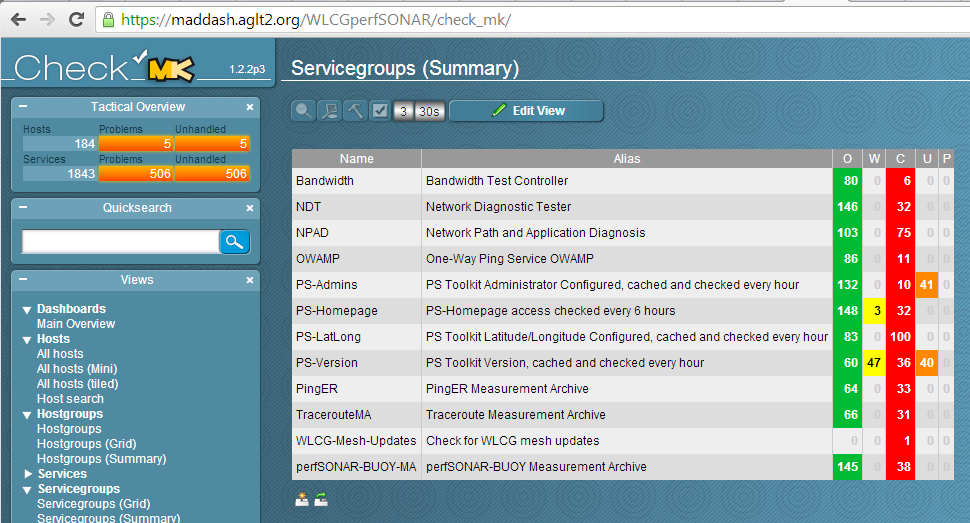 https://maddash.aglt2.org/WLCGperfSONAR/check_mk/
Check MK 1.2.2p3
Servicegroups (Summary)
3 30s Edit View
Tactical Overview
Hosts Problems Unhandled
184 5 5
Services Problems Unhandled
1843 506 506
Quicksearch
Views
Dashboards
Main Overview
Hosts
All hosts
All hosts (Mini)
All hosts (tiled)
Host search
Hostgroups
Hostgroups
Hostgroups (Grid)
Hostgroups (Summary)
Services
Servicegroups
Servicegroups (Grid)
Servicegroups (Summary)
Name Alias O W C U P
Bandwidth Bandwidth Test Controller 80 0 6 0 0
NDT Network Diagnostic Tester 146 0 32 0 0
NPAD Network Path and Application Diagnosis 103 0 75 0 0
OWAMP One-Way Ping Service OWAMP 86 0 11 0 0
PS-Admins PS Toolkit Administrator Configured, cached and checked every hour 132 0 10 41 0
PS-Homepage PS-Homepage access checked every 6 hours 148 3 32 0 0
PS-LatLong PS Toolkit Latitude/Longitude Configured, cached and checked every hour 83 0 100 0 0
PS-Version PS Toolkit Version, cached and checked every hour 60 47 36 40 0
PingER PingER Measurement Archive 64 0 33 0 0
TracerouteMA Traceroute Measurement Archive 66 0 31 0 0
WLCG-Mesh-Updates Check for WLCG mesh updates 0 0 1 0 0
perfSONAR-BUOY-MA perfSONAR-BUOY Measurement Archive 145 0 38 0 0